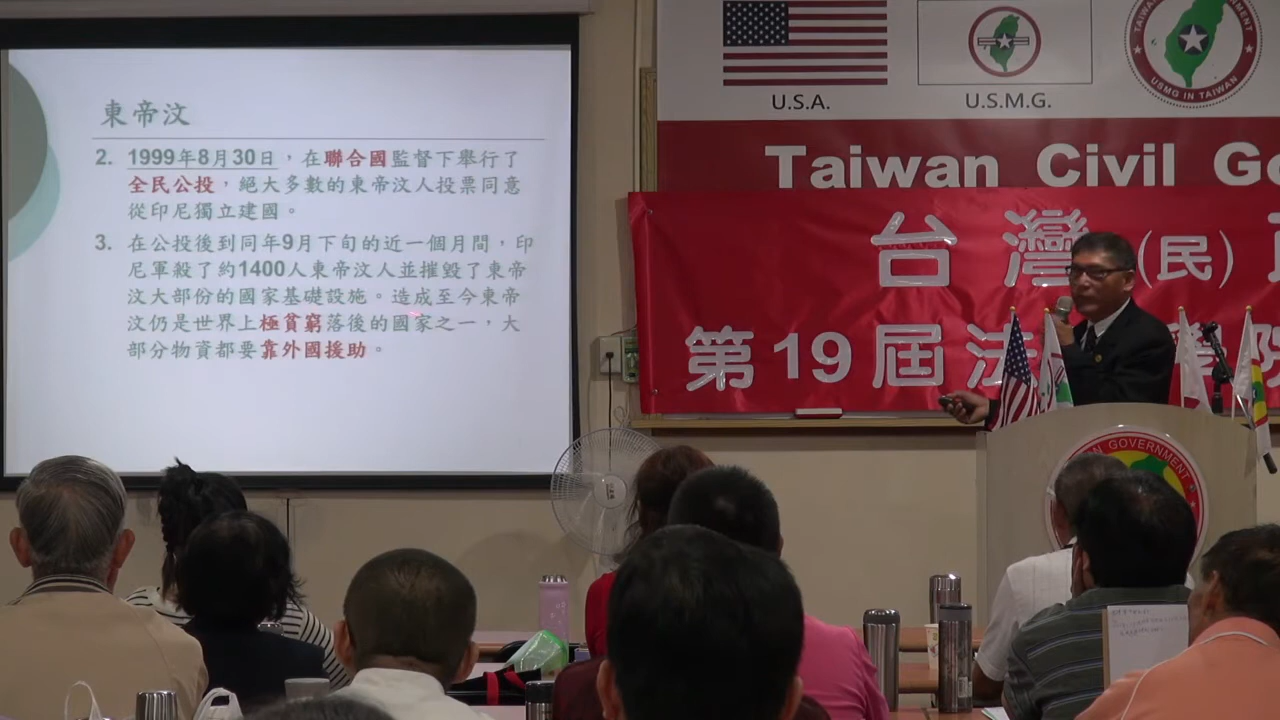 東帝汶
2. 1999年8月30日，在聯合國監督下舉行了
全民公投，絕大多數的東帝汶人投票同意
從印尼獨立建國。
3. 在公投後到同年9月下旬的近一個月間，印
尼軍殺了約1400人東帝汶人並摧毀了東帝
汶大部份的國家基礎設施。造成至今東帝
汶仍是世界上極貧窮落後的國家之一，大
部分物資都要靠外國援助。
U.S.A.
U.S.M.G.
USMG IN TAIWAN
Taiwan Civil Go
台灣(民)
第19屆法學院
GOVERNMENT